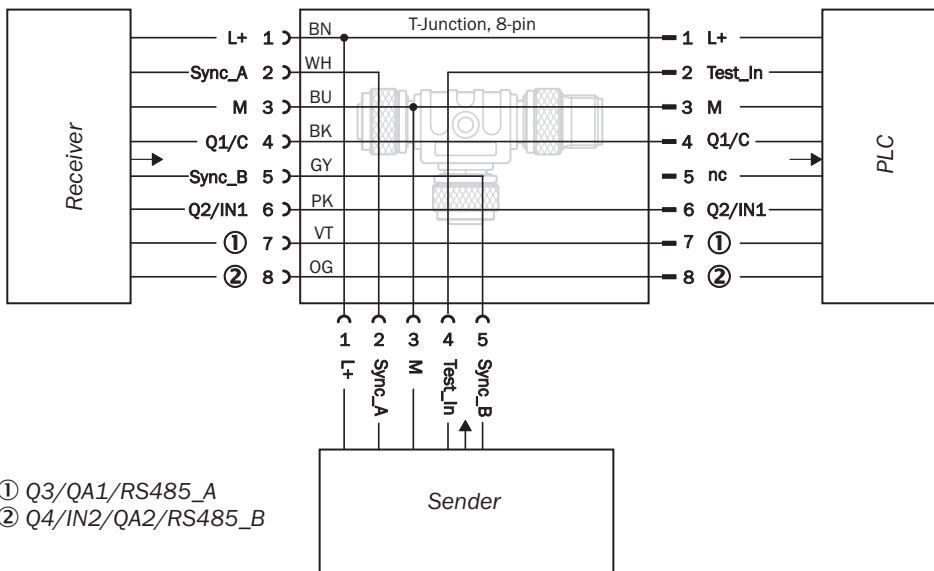 T-Junction, 8-pin
L+ 1 BN 1 L+
Sync_A 2 WH 2 Test_In
M 3 BU 3 M
Q1/C 4 BK 4 Q1/C
Sync_B 5 GY 5 nc
Q2/IN1 6 PK 6 Q2/IN1
① 7 VT 7 ①
② 8 OG 8 ②
Receiver
PLC
1 2 3 4 5
L+ Sync_A M Test_In Sync_B
Sender
① Q3/QA1/RS485_A
② Q4/IN2/QA2/RS485_B